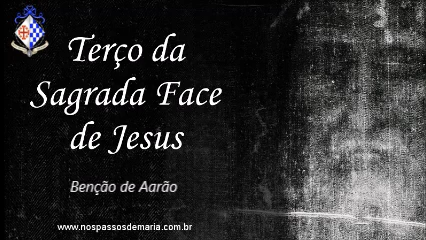 Terço da
Sagrada Face
de Jesus
Benção de Aarão
www.nospassosdemaria.com.br